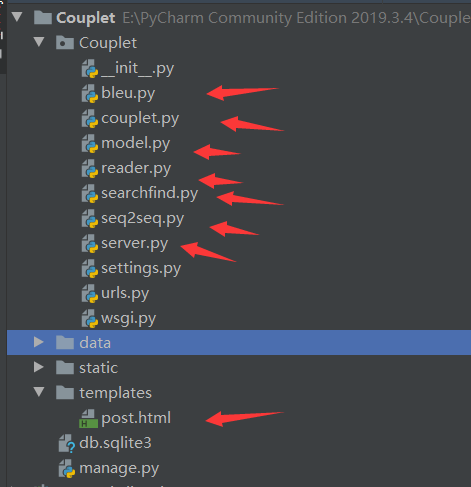 Couplet E:\PyCharm Community Edition 2019.3.4\Couple
Couplet
__init__.py
bleu.py
couplet.py
model.py
reader.py
searchfind.py
seq2seq.py
server.py
settings.py
urls.py
wsgi.py
data
static
templates
post.html
db.sqlite3
manage.py